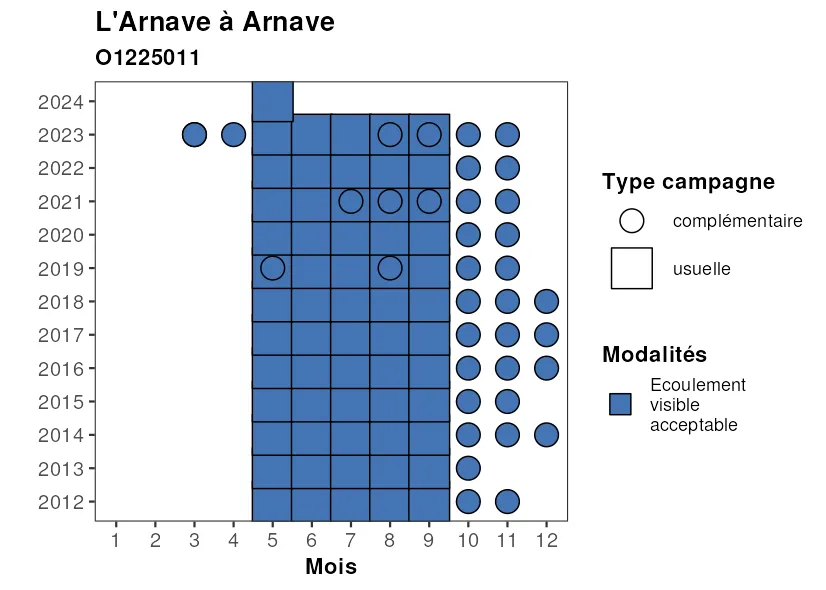 L'Arnave à Arnave
O1225011
2024
2023
2022
2021
2020
2019
2018
2017
2016
2015
2014
2013
2012
1 2 3 4 5 6 7 8 9 10 11 12
Mois
Type campagne
complémentaire
usuelle
Modalités
Ecoulement
visible
acceptable